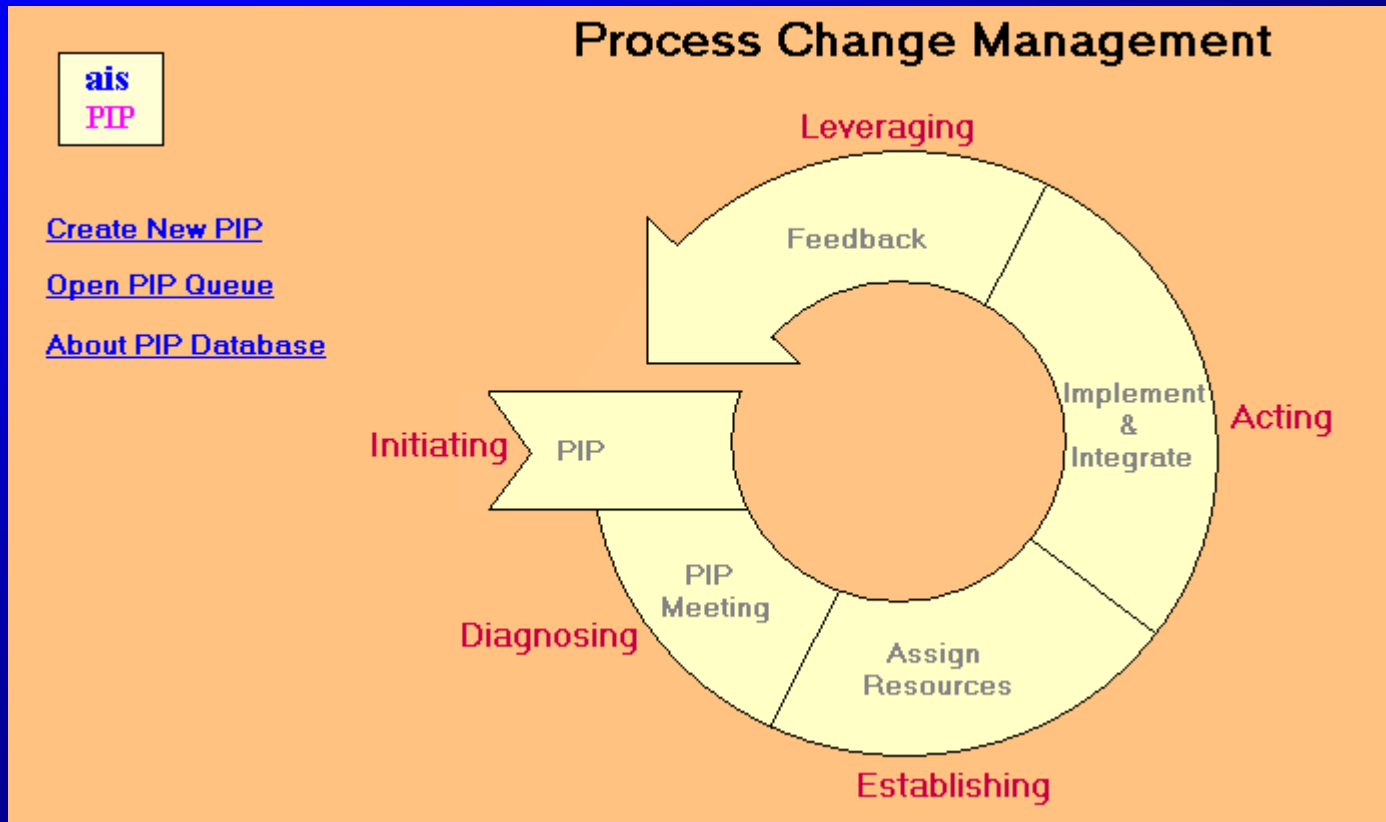 Process Change Management
ais
PIP
Create New PIP
Open PIP Queue
About PIP Database
Leveraging
Feedback
Implement
&
Integrate
Acting
Initiating
PIP
PIP
Meeting
Diagnosing
Assign
Resources
Establishing